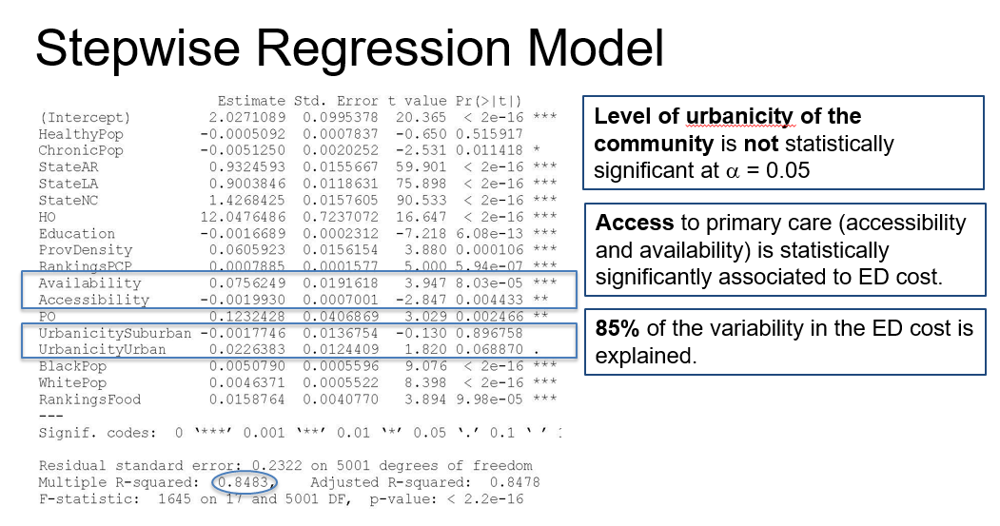 Stepwise Regression Model
Estimate Std. Error t value Pr(>|t|)
(Intercept) 2.0271089 0.0995378 20.365 < 2e-16 ***
HealthyPop -0.0005092 0.0007837 -0.650 0.515917
ChronicPop -0.0051250 0.0020252 -2.531 0.011418 *
StateAR 0.9324593 0.0155667 59.901 < 2e-16 ***
StateLA 0.9003846 0.0118631 75.898 < 2e-16 ***
StateNC 1.4268425 0.0157605 90.533 < 2e-16 ***
HO 12.0476486 0.7237072 16.647 < 2e-16 ***
Education -0.0016689 0.0002312 -7.218 6.08e-13 ***
ProvDensity 0.0605923 0.0156154 3.880 0.000106 ***
RankingsPCP 0.0007885 0.0001577 5.000 5.94e-07 ***
Availability 0.0756249 0.0191618 3.947 8.03e-05 ***
Accessibility -0.0019930 0.0007001 -2.847 0.004433 **
PO 0.1232428 0.0406869 3.029 0.002466 **
UrbanicitySuburban -0.0017746 0.0136754 -0.130 0.896758
UrbanicityUrban 0.0226383 0.0124409 1.820 0.068870 .
BlackPop 0.0050790 0.0005596 9.076 < 2e-16 ***
WhitePop 0.0046371 0.0005522 8.398 < 2e-16 ***
RankingsFood 0.0158764 0.0040770 3.894 9.98e-05 ***
---
Signif. codes: 0 '***' 0.001 '**' 0.01 '*' 0.05 '.' 0.1 ' '
Residual standard error: 0.2322 on 5001 degrees of freedom
Multiple R-squared: 0.8483, Adjusted R-squared: 0.8478
F-statistic: 1645 on 17 and 5001 DF, p-value: < 2.2e-16
Level of urbanicity of the
community is not statistically
significant at α = 0.05
Access to primary care (accessibility
and availability) is statistically
significantly associated to ED cost.
85% of the variability in the ED cost is
explained.